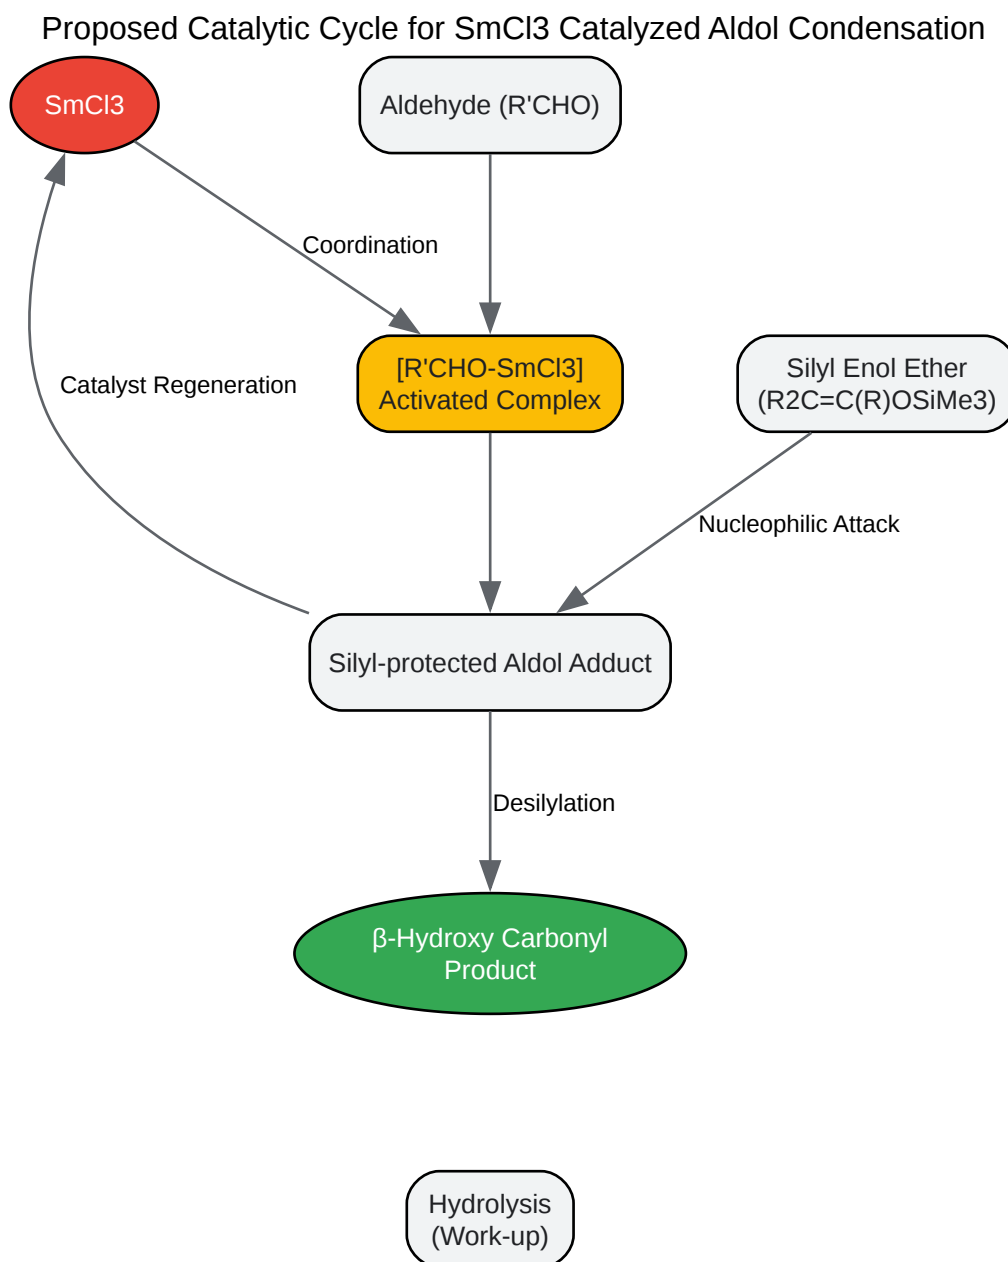 Proposed Catalytic Cycle for SmCl3 Catalyzed Aldol Condensation
SmCl3
Aldehyde (R'CHO)
Coordination
[R'CHO-SmCl3]
Activated Complex
Silyl Enol Ether
(R2C=C(R)OSiMe3)
Catalyst Regeneration
Nucleophilic Attack
Silyl-protected Aldol Adduct
Desilylation
β-Hydroxy Carbonyl
Product
Hydrolysis
(Work-up)